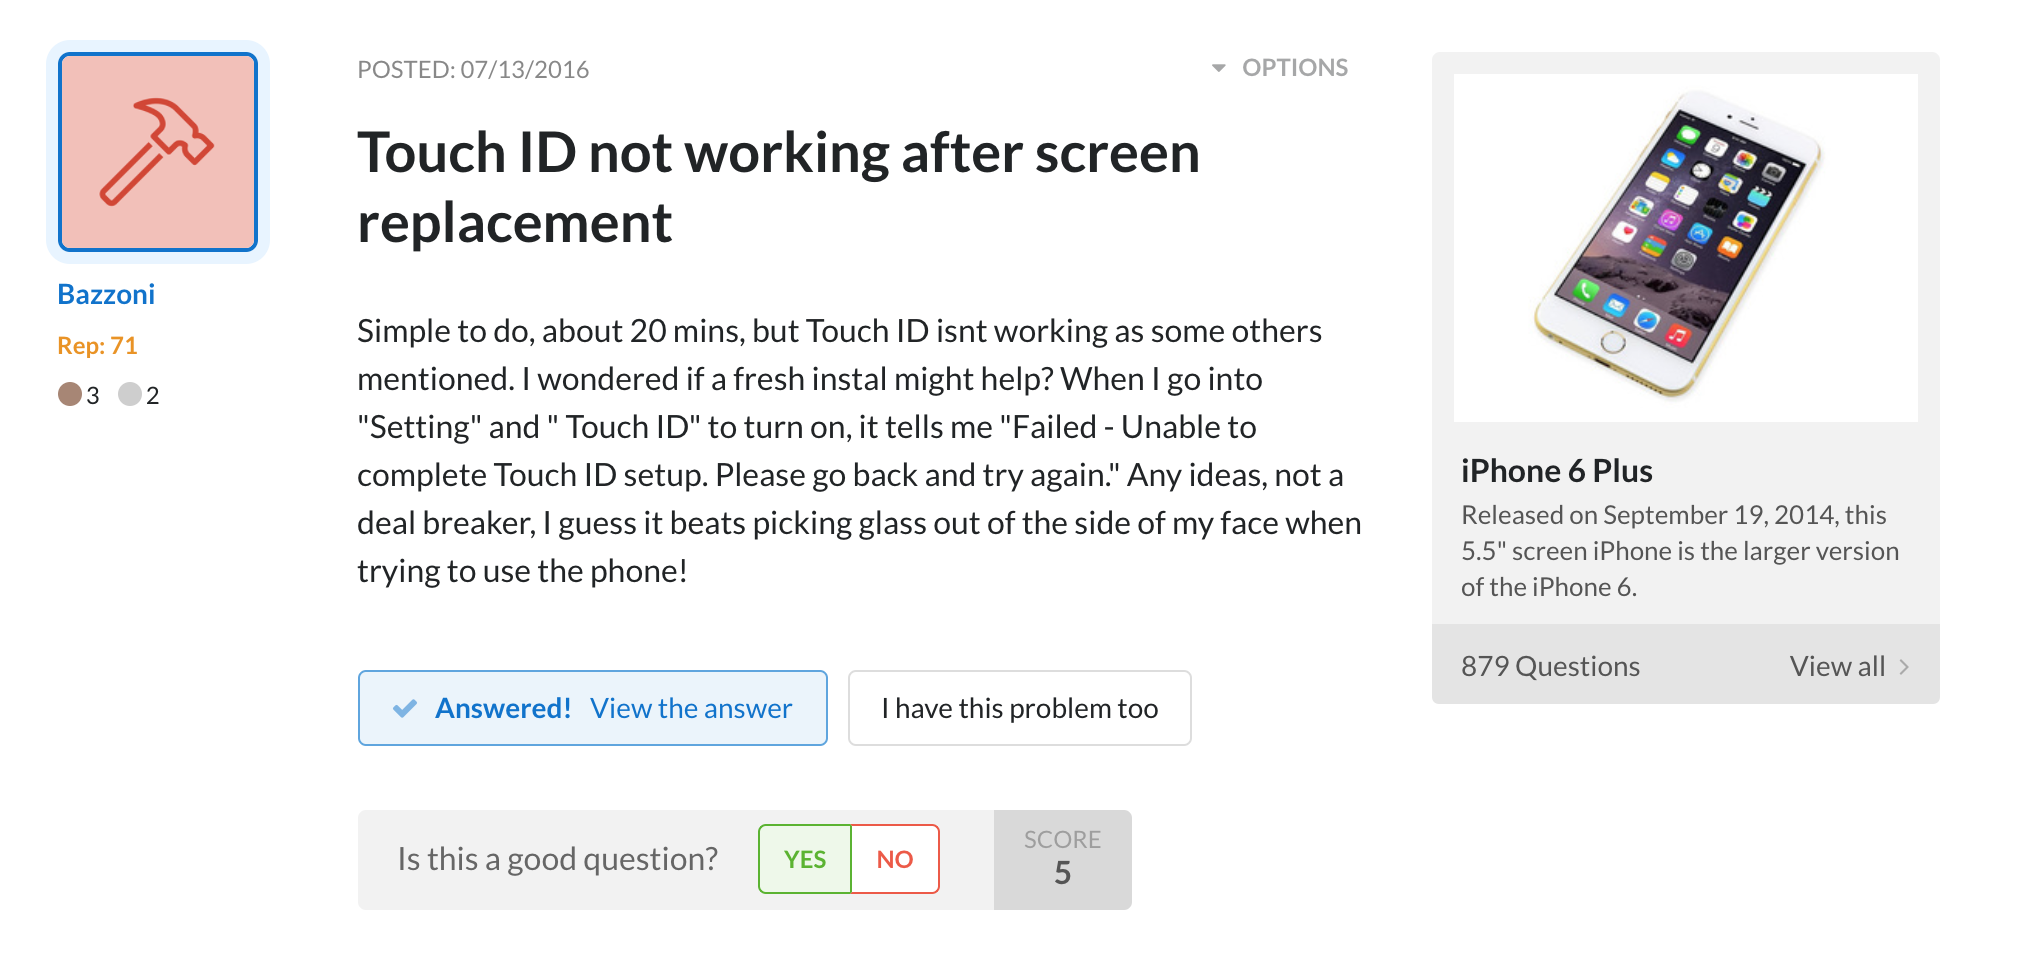 Bazzoni
Rep: 71
3 2
POSTED: 07/13/2016
OPTIONS
Touch ID not working after screen
replacement
Simple to do, about 20 mins, but Touch ID isnt working as some others
mentioned. I wondered if a fresh instal might help? When I go into
"Setting" and " Touch ID" to turn on, it tells me "Failed - Unable to
complete Touch ID setup. Please go back and try again." Any ideas, not a
deal breaker, I guess it beats picking glass out of the side of my face when
trying to use the phone!
Answered! View the answer
I have this problem too
Is this a good question?
YES
NO
SCORE
5
iPhone 6 Plus
Released on September 19, 2014, this
5.5" screen iPhone is the larger version
of the iPhone 6.
879 Questions
View all